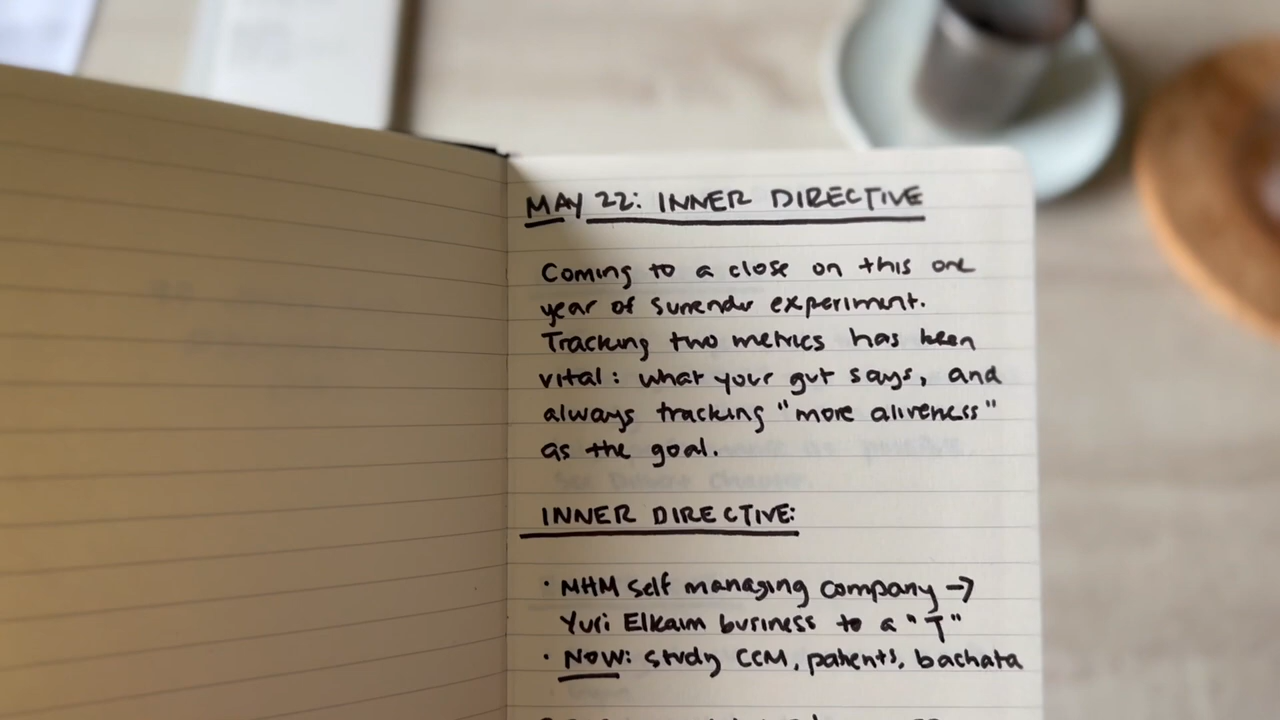 MAY 22: INNER DIRECTIVE
Coming to a close on this one
year of surrender experiment.
Tracking two metrics has been
vital: what your gut says, and
always tracking "more aliveness"
as the goal.
INNER DIRECTIVE:
· MHM self managing company →
Yuri Elkaim business to a "T"
· NOW: Study CCM, patents, bachata